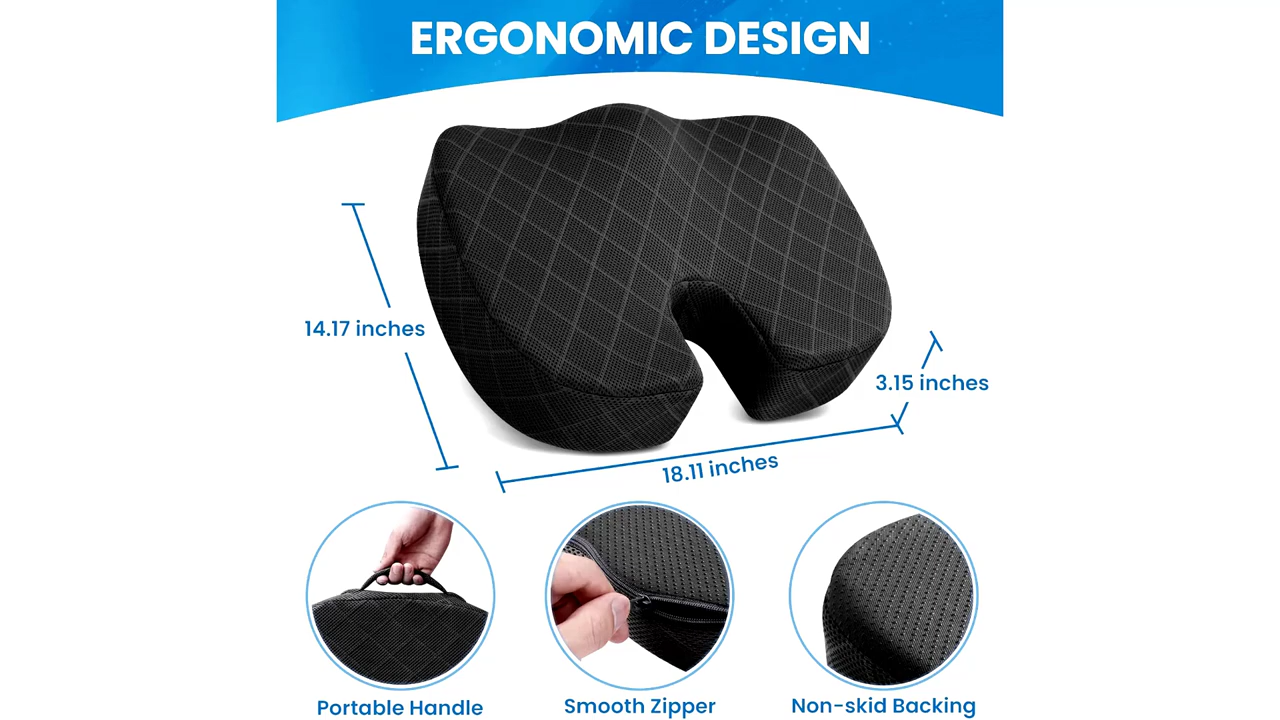 ERGONOMIC DESIGN
14.17 inches
3.15 inches
18.11 inches
Portable Handle
Smooth Zipper
Non-skid Backing